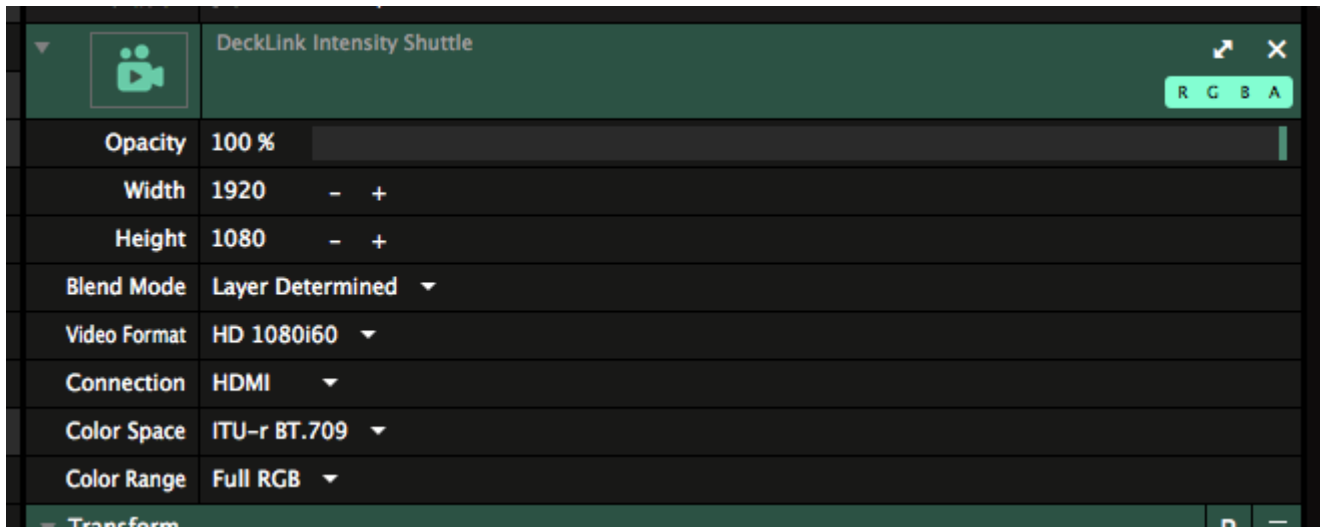 DeckLink Intensity Shuttle
R G B A
Opacity 100 %
Width 1920 - +
Height 1080 - +
Blend Mode Layer Determined
Video Format HD 1080i60
Connection HDMI
Color Space ITU-r BT.709
Color Range Full RGB
Transform